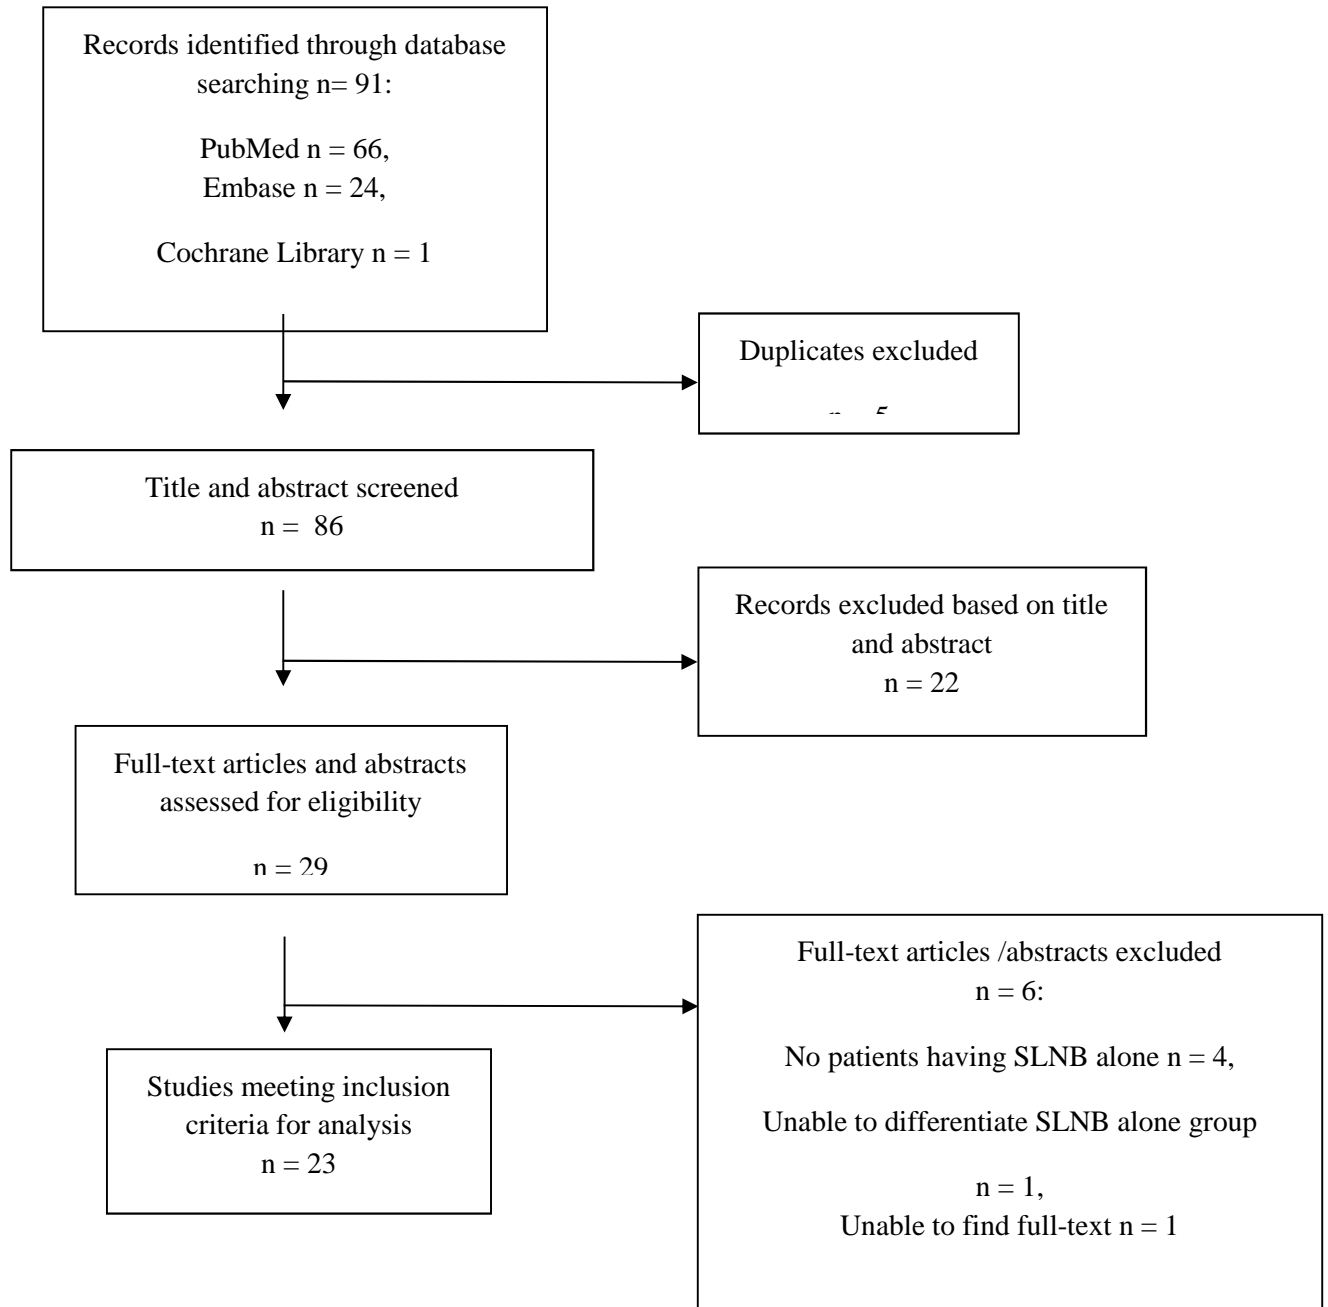 Records identified through database
searching n= 91:
PubMed n = 66,
Embase n = 24,
Cochrane Library n = 1
Duplicates excluded
Title and abstract screened
n = 86
Records excluded based on title
and abstract
n = 22
Full-text articles and abstracts
assessed for eligibility
n = 29
Full-text articles /abstracts excluded
n = 6:
No patients having SLNB alone n = 4,
Unable to differentiate SLNB alone group
n = 1,
Unable to find full-text n = 1
Studies meeting inclusion
criteria for analysis
n = 23